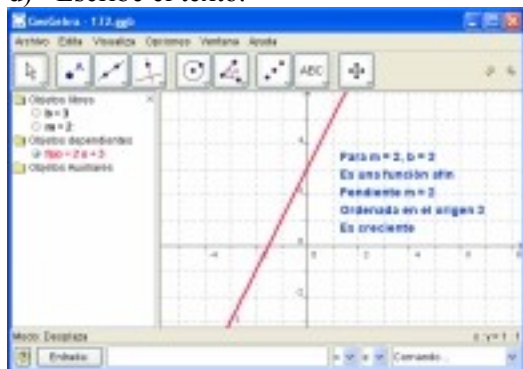 d) Escribe el texto:
GeoGebra - 132.ggb
Archivo Edita Visualiza Opciones Ventana Ayuda
ABC
Objetos libres
b = 3
m = 2
Objetos dependientes
f(x) = 2 x + 3
Objetos Auxiliares
Para m = 2, b = 3
Es una función afín
Pendiente m = 2
Ordenada en el origen 3
Es creciente
Modo: Desplaza
Entrada:
Comando ...